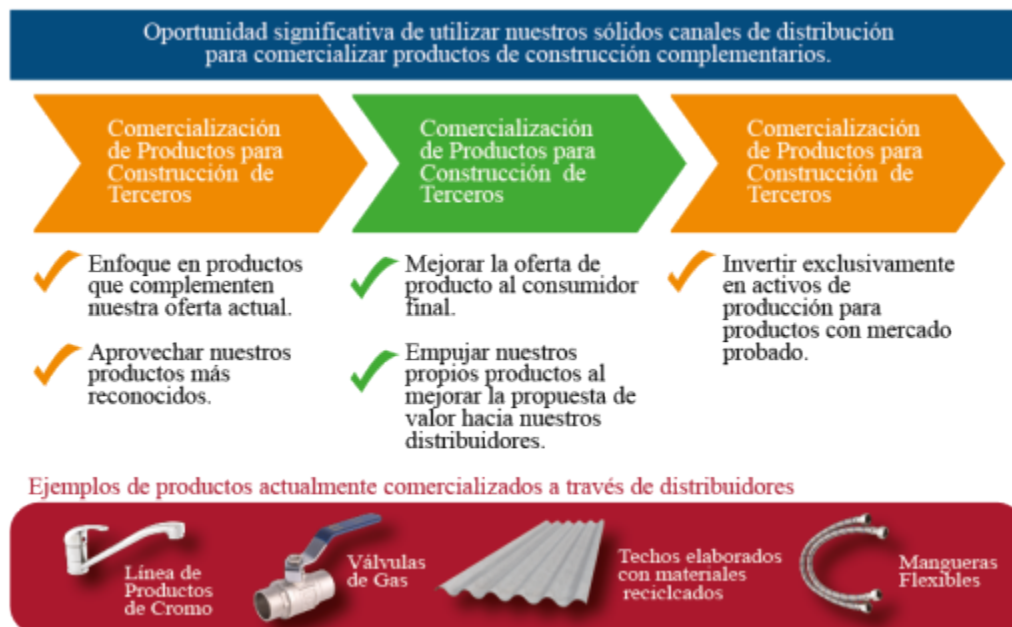 Oportunidad significativa de utilizar nuestros sólidos canales de distribución
para comercializar productos de construcción complementarios.
Comercialización
de Productos para
Construcción de
Terceros
Enfoque en productos
que complementen
nuestra oferta actual.
Aprovechar nuestros
productos más
reconocidos.
Comercialización
de Productos para
Construcción de
Terceros
Mejorar la oferta de
producto al consumidor
final.
Empujar nuestros
propios productos al
mejorar la propuesta de
valor hacia nuestros
distribuidores.
Comercialización
de Productos para
Construcción de
Terceros
Invertir exclusivamente
en activos de
producción para
productos con mercado
probado.
Ejemplos de productos actualmente comercializados a través de distribuidores
Línea de
Productos
de Cromo
Válvulas
de Gas
Techos elaborados
con materiales
reciclcados
Mangueras
Flexibles